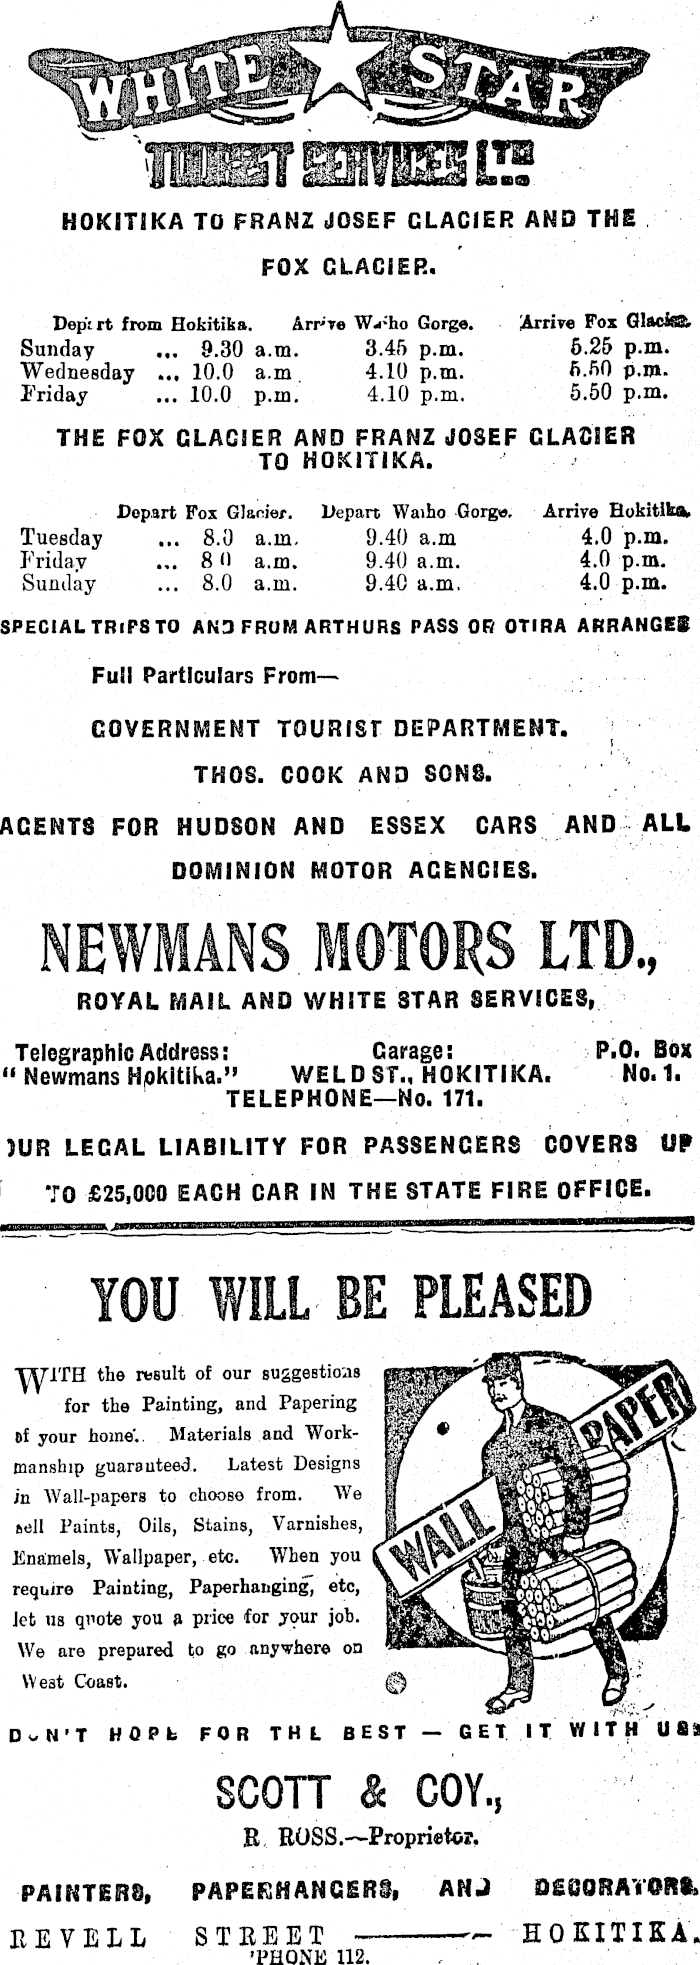 WHITE STAR
TOURIST SERVICES LTD.
HOKITIKA TO FRANZ JOSEF GLACIER AND THE
FOX GLACIER.
Depart from Hokitika. Arrive Waiho Gorge. Arrive Fox Glacier.
Sunday ... 9.30 a.m. 3.45 p.m. 5.25 p.m.
Wednesday ... 10.0 a.m 4.10 p.m. 5.50 p.m.
Friday ... 10.0 p.m. 4.10 p.m. 5.50 p.m.
THE FOX GLACIER AND FRANZ JOSEF GLACIER
TO HOKITIKA.
Depart Fox Glacier. Depart Waiho Gorge. Arrive Hokitika.
Tuesday ... 8.0 a.m. 9.40 a.m 4.0 p.m.
Friday ... 8 0 a.m. 9.40 a.m. 4.0 p.m.
Sunday ... 8.0 a.m. 9.40 a.m. 4.0 p.m.
SPECIAL TRIPS TO AND FROM ARTHURS PASS OR OTIRA ARRANGED
Full Particulars From—
GOVERNMENT TOURIST DEPARTMENT.
THOS. COOK AND SONS.
AGENTS FOR HUDSON AND ESSEX CARS AND ALL
DOMINION MOTOR AGENCIES.
NEWMANS MOTORS LTD.,
ROYAL MAIL AND WHITE STAR SERVICES,
Telegraphic Address: Garage: P.O. Box
"Newmans Hokitika." WELD ST., HOKITIKA. No. 1.
TELEPHONE—No. 171.
OUR LEGAL LIABILITY FOR PASSENGERS COVERS UP
TO £25,000 EACH CAR IN THE STATE FIRE OFFICE.
YOU WILL BE PLEASED
WITH the result of our suggestions
for the Painting, and Papering
of your home. Materials and Work-
manship guaranteed. Latest Designs
in Wall-papers to choose from. We
sell Paints, Oils, Stains, Varnishes,
Enamels, Wallpaper, etc. When you
require Painting, Paperhanging, etc,
let us quote you a price for your job.
We are prepared to go anywhere on
West Coast.
WALL PAPER
DON'T HOPE FOR THE BEST — GET IT WITH US
SCOTT & COY.,
R. ROSS.—Proprietor.
PAINTERS, PAPERHANGERS, AND DECORATORS.
REVELL STREET —— HOKITIKA.
'PHONE 112.